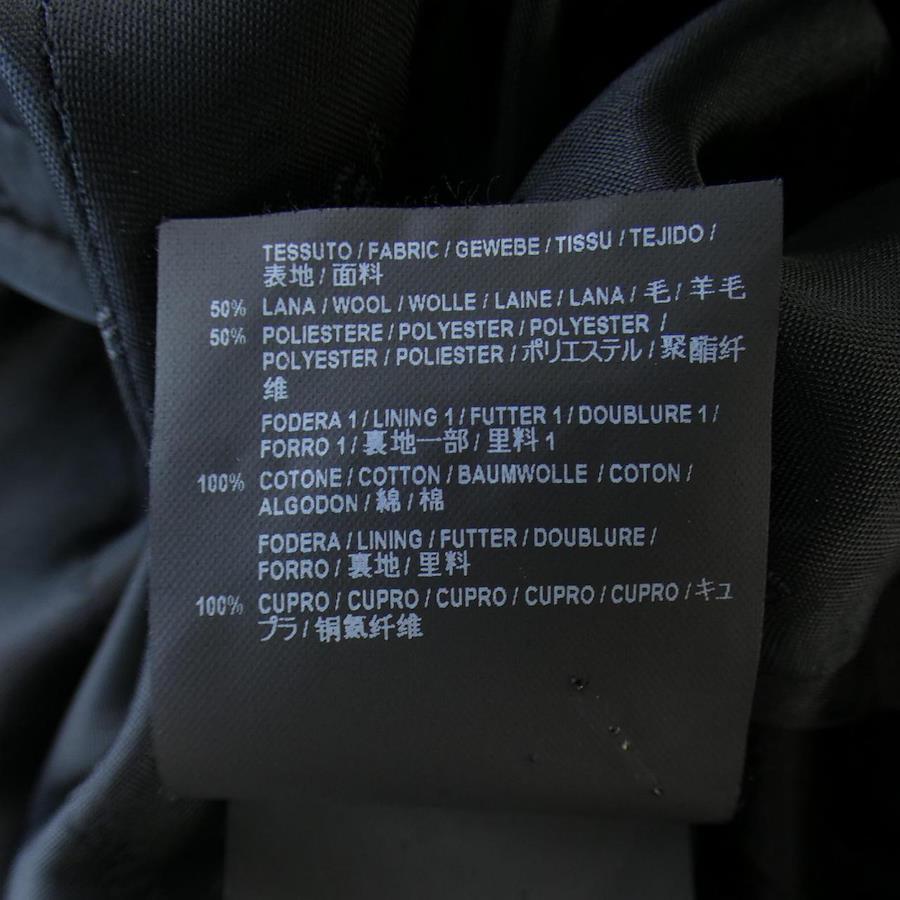 TESSUTO / FABRIC / GEWEBE / TISSU / TEJIDO /
表地 / 面料
50% LANA / WOOL / WOLLE / LAINE / LANA / 毛 / 羊毛
50% POLIESTERE / POLYESTER / POLYESTER /
POLYESTER / POLIESTER / ポリエステル / 聚酯纤
维
FODERA 1 / LINING 1 / FUTTER 1 / DOUBLURE 1 /
FORRO 1 / 裏地一部 / 里料 1
100% COTONE / COTTON / BAUMWOLLE / COTON /
ALGODON / 綿 / 棉
FODERA / LINING / FUTTER / DOUBLURE /
FORRO / 裏地 / 里料
100% CUPRO / CUPRO / CUPRO / CUPRO / CUPRO / キュ
プラ / 铜氨纤维